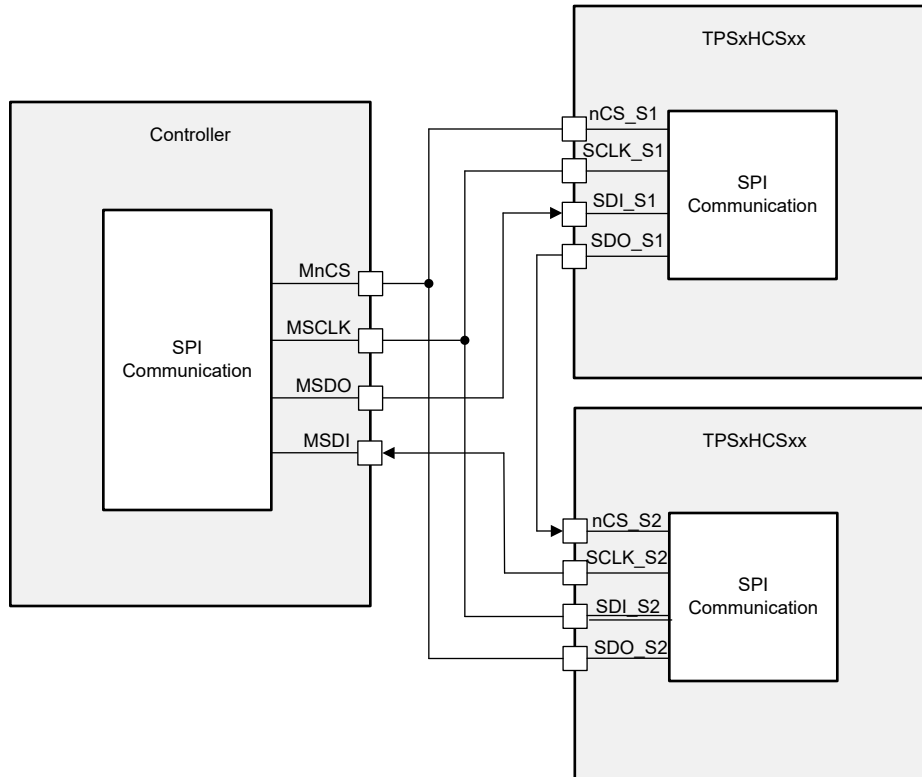 Controller
SPI
Communication
MnCS
MSCLK
MSDO
MSDI
TPSxHCSxx
nCS_S1
SCLK_S1
SDI_S1
SDO_S1
SPI
Communication
TPSxHCSxx
nCS_S2
SCLK_S2
SDI_S2
SDO_S2
SPI
Communication